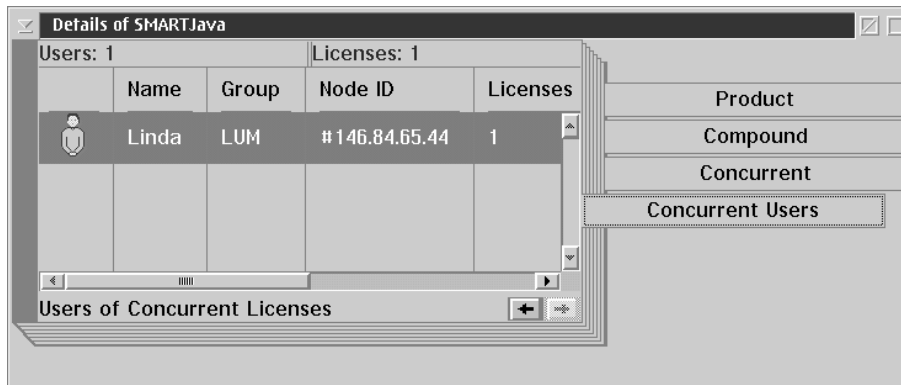 Details of SMARTJava
Users: 1 Licenses: 1
Name Group Node ID Licenses
Linda LUM #146.84.65.44 1
Users of Concurrent Licenses
Product
Compound
Concurrent
Concurrent Users